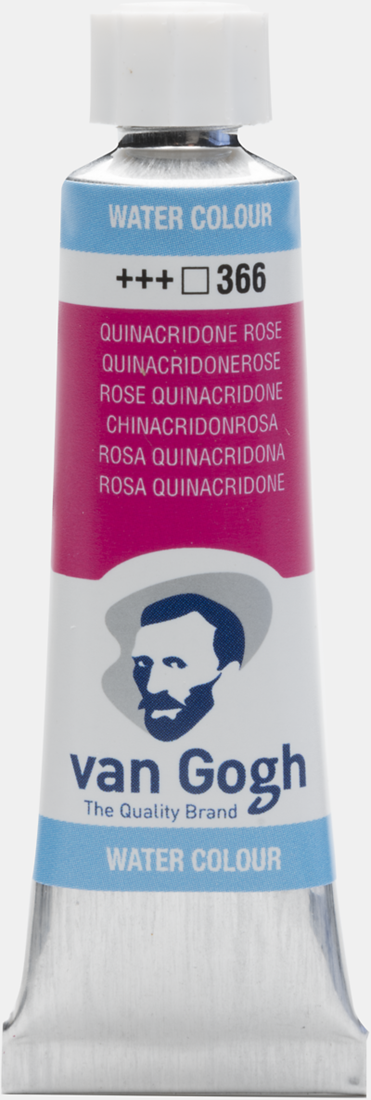 WATER COLOUR
+++□366
QUINACRIDONE ROSE
QUINACRIDONEROSE
ROSE QUINACRIDONE
CHINACRIDONROSA
ROSA QUINACRIDONA
ROSA QUINACRIDONE
van Gogh
The Quality Brand
WATER COLOUR